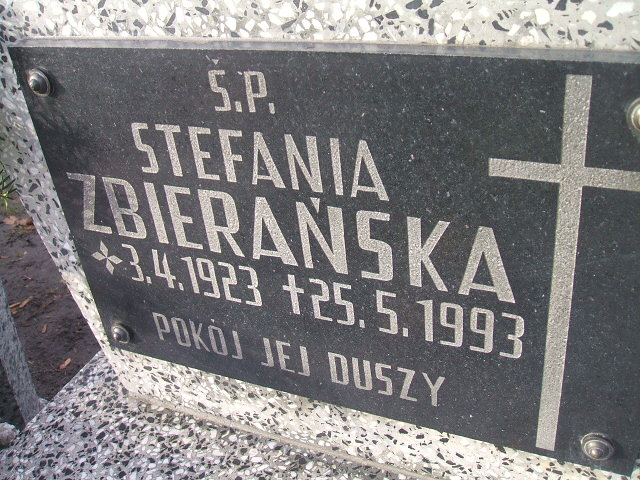 Ś.P.
STEFANIA
ZBIERAŃSKA
3.4.1923 †25.5.1993
POKÓJ JEJ DUSZY